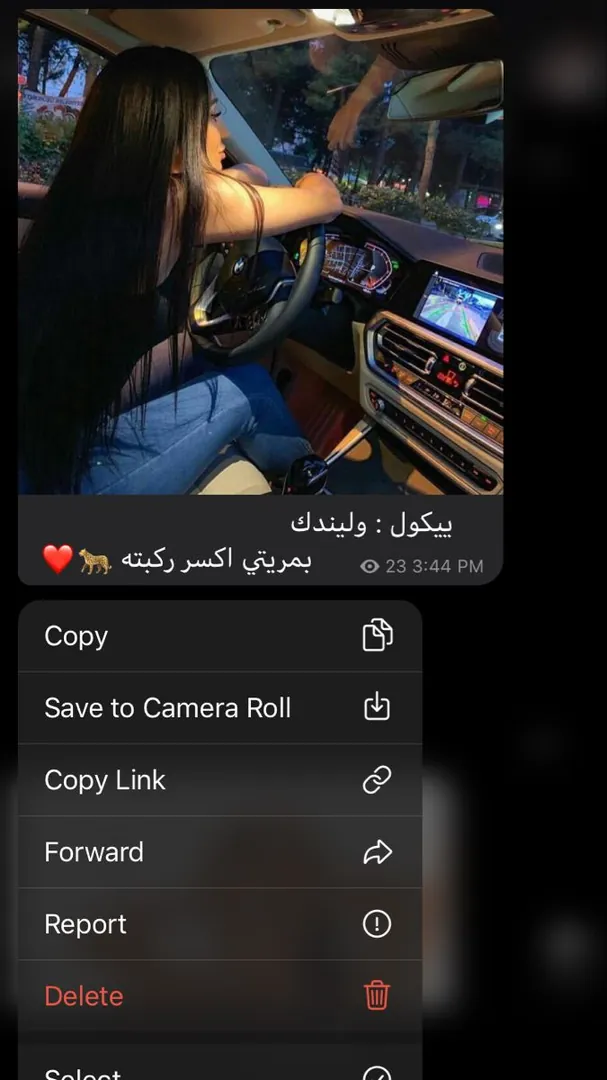 ييكول : وليندك
بمريتي اكسر ركبته 🐆❤️
23 3:44 PM
Copy
Save to Camera Roll
Copy Link
Forward
Report
Delete
Select